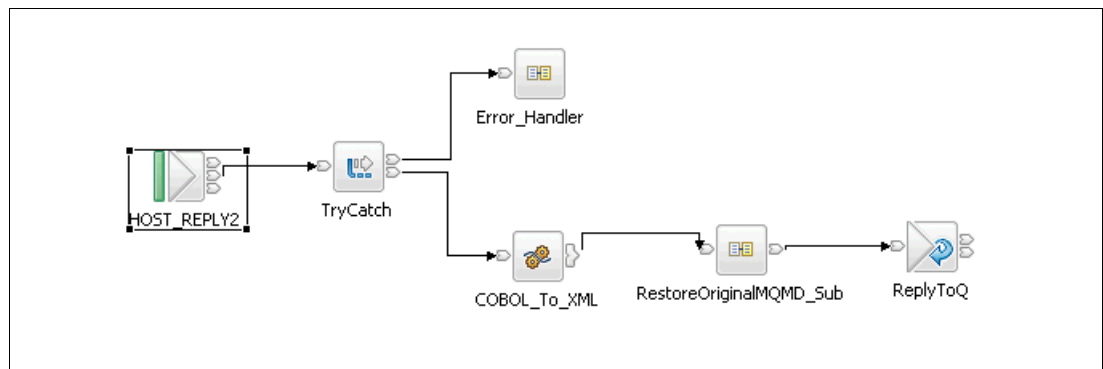 Error_Handler
HOST_REPLY2
TryCatch
COBOL_To_XML
RestoreOriginalMQMD_Sub
ReplyToQ